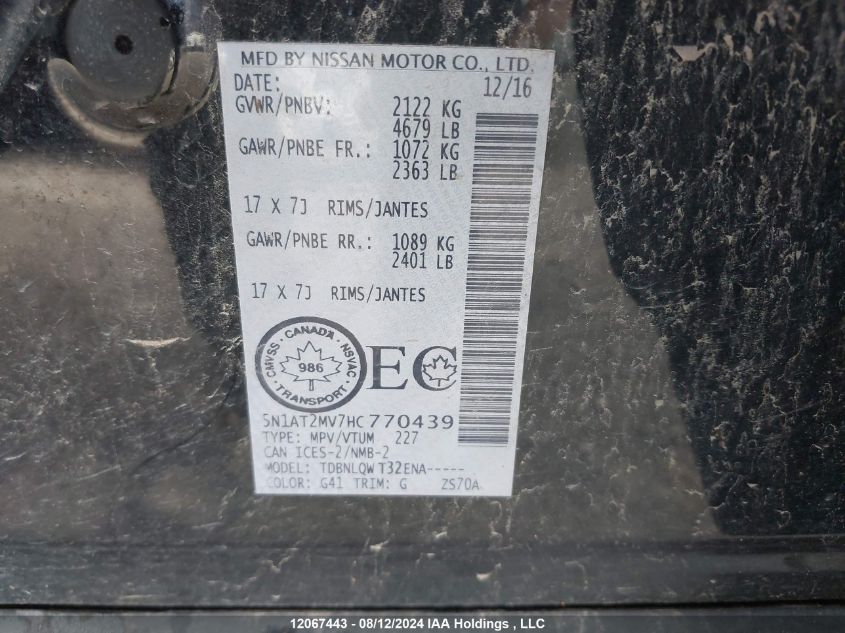 MFD BY NISSAN MOTOR CO., LTD.
DATE: 12/16
GVWR/PNBV: 2122 KG
4679 LB
GAWR/PNBE FR.: 1072 KG
2363 LB
17 X 7J RIMS/JANTES
GAWR/PNBE RR.: 1089 KG
2401 LB
17 X 7J RIMS/JANTES
CMVSS · CANADA · NSVAC
986
TRANSPORT
EC
5N1AT2MV7HC770439
TYPE: MPV/VTUM 227
CAN ICES-2/NMB-2
MODEL: TDBNLQW T32ENA-----
COLOR: G41 TRIM: G ZS70A
12067443 - 08/12/2024 IAA Holdings , LLC